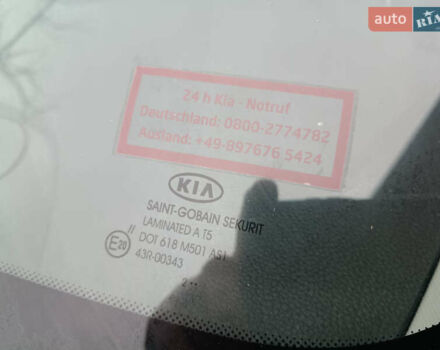 auto RIA
24 h Kia - Notruf
Deutschland: 0800-2774782
Ausland: +49-897676 5424
KIA
SAINT-GOBAIN SEKURIT
LAMINATED A T5
E20 // DOT 618 M501 AS1
43R-00343
2 ..